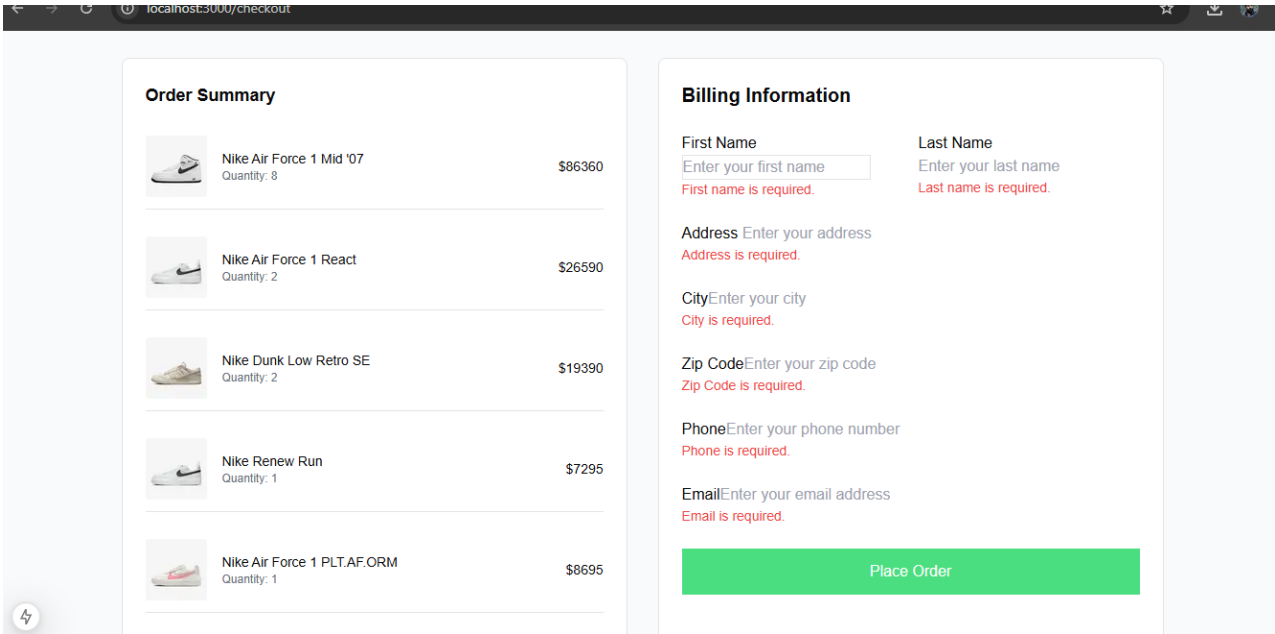 localhost:3000/checkout
Order Summary
Nike Air Force 1 Mid '07
Quantity: 8
$86360
Nike Air Force 1 React
Quantity: 2
$26590
Nike Dunk Low Retro SE
Quantity: 2
$19390
Nike Renew Run
Quantity: 1
$7295
Nike Air Force 1 PLT.AF.ORM
Quantity: 1
$8695
Billing Information
First Name
Enter your first name
First name is required.
Last Name
Enter your last name
Last name is required.
Address Enter your address
Address is required.
CityEnter your city
City is required.
Zip CodeEnter your zip code
Zip Code is required.
PhoneEnter your phone number
Phone is required.
EmailEnter your email address
Email is required.
Place Order